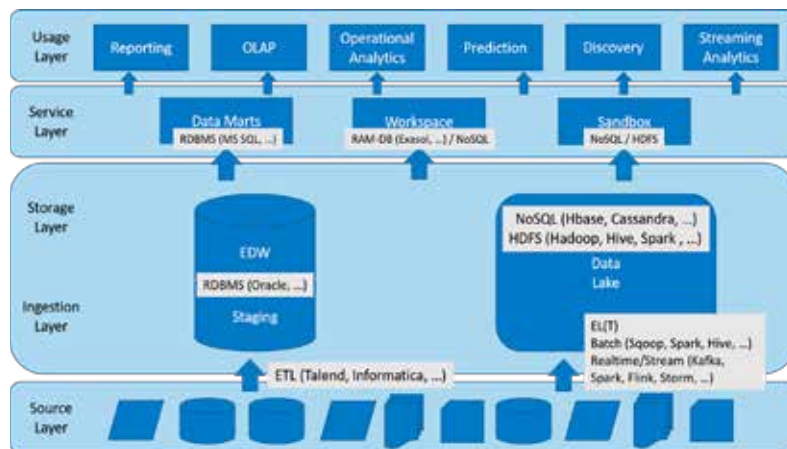 Usage
Layer
Reporting
OLAP
Operational
Analytics
Prediction
Discovery
Streaming
Analytics
Service
Layer
Data Marts
RDBMS (MS SQL, ...)
Workspace
RAM-DB (Exasol, ...) / NoSQL
Sandbox
NoSQL / HDFS
Storage
Layer
EDW
RDBMS (Oracle, ...)
Staging
NoSQL (Hbase, Cassandra, ...)
HDFS (Hadoop, Hive, Spark , ...)
Data
Lake
Ingestion
Layer
ETL (Talend, Informatica, ...)
EL(T)
Batch (Sqoop, Spark, Hive, ...)
Realtime/Stream (Kafka,
Spark, Flink, Storm, ...)
Source
Layer